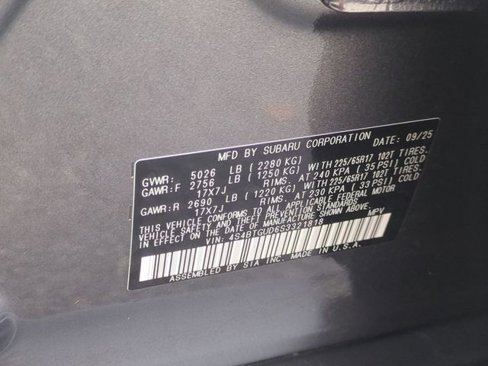 MFD BY SUBARU CORPORATION DATE: 09/25
GVWR: 5026 LB (2280 KG)
GAWR:F 2756 LB (1250 KG) WITH 225/65R17 102T TIRES.
17X7J RIMS. AT 240 KPA (35 PSI) COLD
GAWR:R 2690 LB (1220 KG) WITH 225/65R17 102T TIRES.
17X7J RIMS. AT 230 KPA (33 PSI) COLD
THIS VEHICLE CONFORMS TO ALL APPLICABLE FEDERAL MOTOR
VEHICLE SAFETY AND THEFT PREVENTION STANDARDS
IN EFFECT ON THE DATE OF MANUFACTURE SHOWN ABOVE.
VIN: 4S4BTGUD6S3321818 MPV
ASSEMBLED BY SIA INC. MADE IN U.S.A.